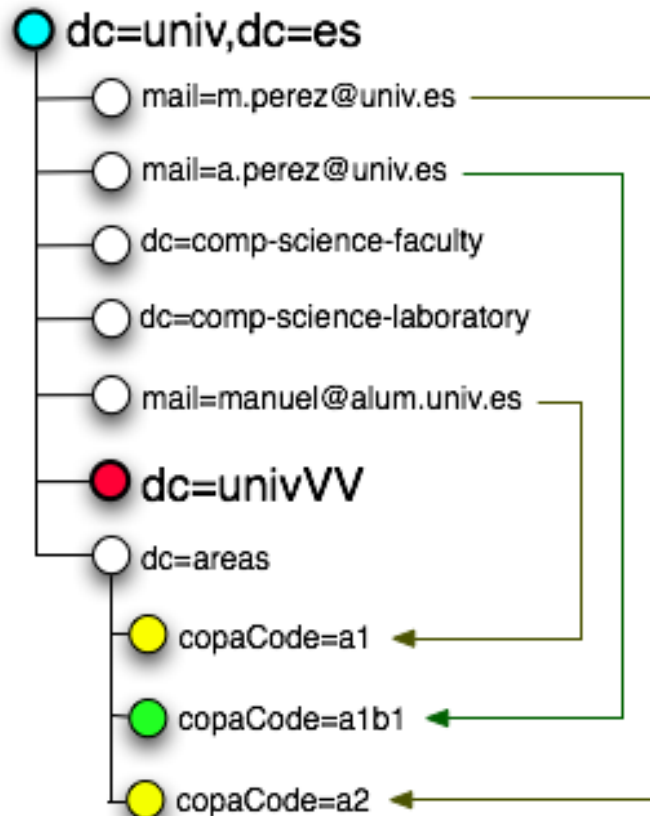 dc=univ,dc=es
mail=m.perez@univ.es
mail=a.perez@univ.es
dc=comp-science-faculty
dc=comp-science-laboratory
mail=manuel@alum.univ.es
dc=univVV
dc=areas
copaCode=a1
copaCode=a1b1
copaCode=a2